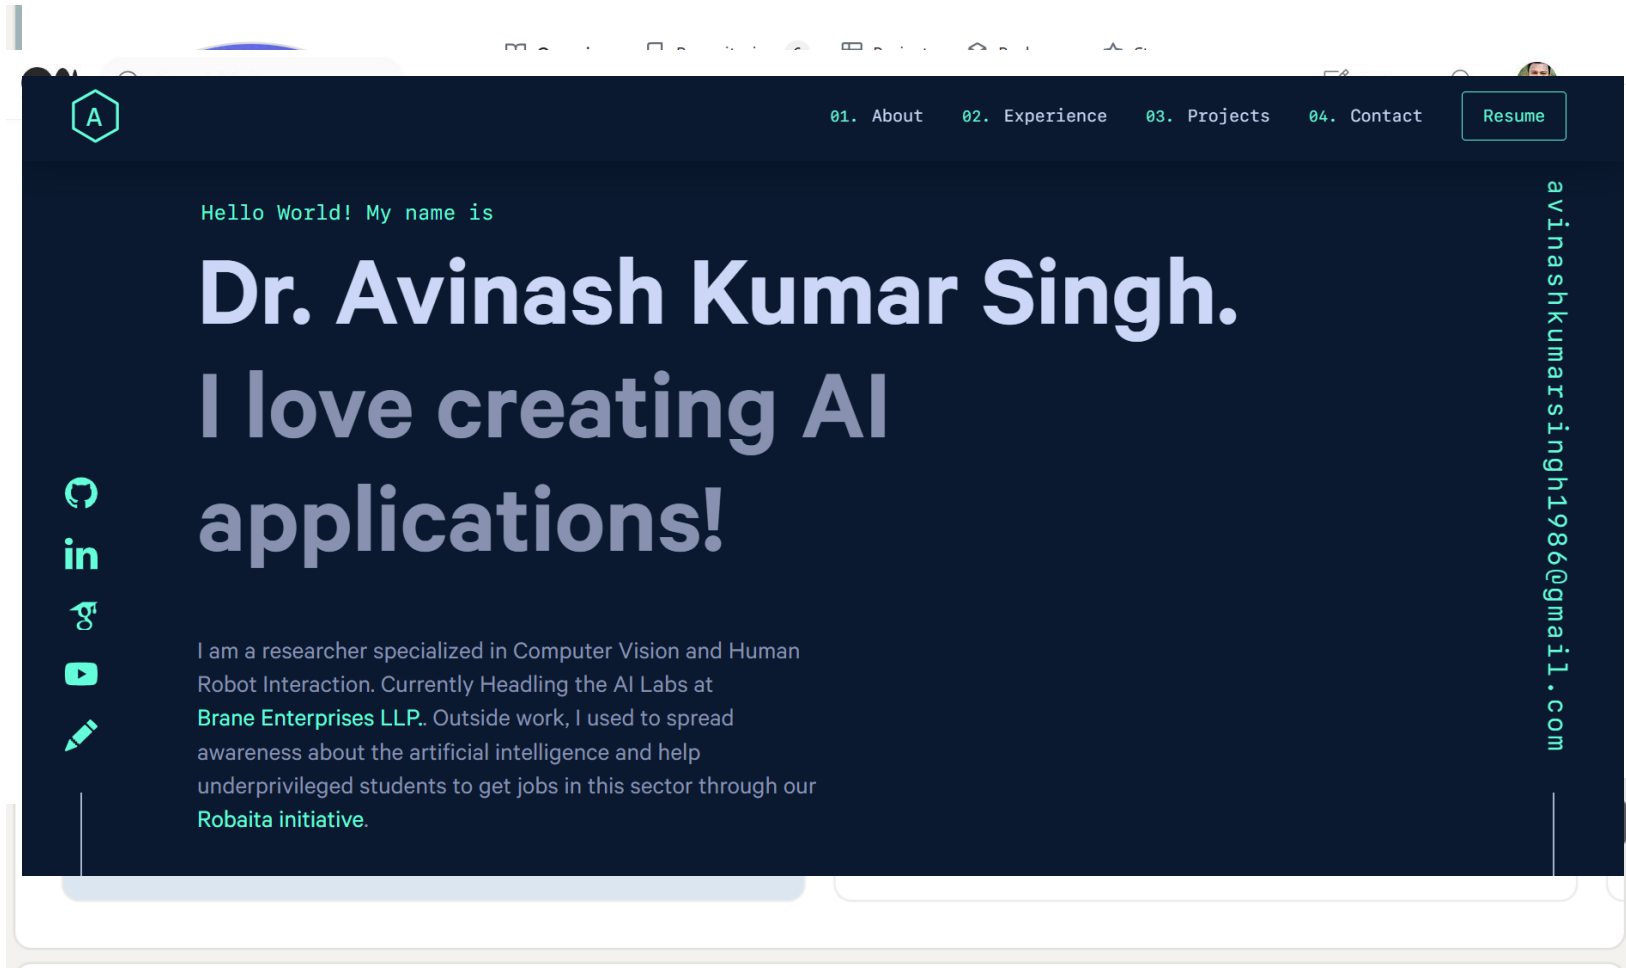 A
01. About
02. Experience
03. Projects
04. Contact
Resume
Hello World! My name is
Dr. Avinash Kumar Singh.
I love creating AI
applications!
I am a researcher specialized in Computer Vision and Human
Robot Interaction. Currently Headling the AI Labs at
Brane Enterprises LLP.. Outside work, I used to spread
awareness about the artificial intelligence and help
underprivileged students to get jobs in this sector through our
Robaita initiative.
avinashkumarsingh1986@gmail.com
in